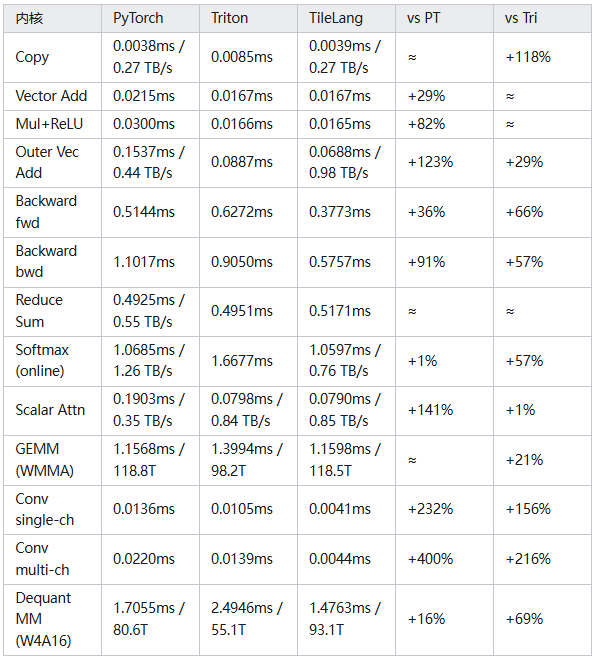 内核 PyTorch Triton TileLang vs PT vs Tri
Copy 0.0038ms / 0.27 TB/s 0.0085ms 0.0039ms / 0.27 TB/s ≈ +118%
Vector Add 0.0215ms 0.0167ms 0.0167ms +29% ≈
Mul+ReLU 0.0300ms 0.0166ms 0.0165ms +82% ≈
Outer Vec Add 0.1537ms / 0.44 TB/s 0.0887ms 0.0688ms / 0.98 TB/s +123% +29%
Backward fwd 0.5144ms 0.6272ms 0.3773ms +36% +66%
Backward bwd 1.1017ms 0.9050ms 0.5757ms +91% +57%
Reduce Sum 0.4925ms / 0.55 TB/s 0.4951ms 0.5171ms ≈ ≈
Softmax (online) 1.0685ms / 1.26 TB/s 1.6677ms 1.0597ms / 0.76 TB/s +1% +57%
Scalar Attn 0.1903ms / 0.35 TB/s 0.0798ms / 0.84 TB/s 0.0790ms / 0.85 TB/s +141% +1%
GEMM (WMMA) 1.1568ms / 118.8T 1.3994ms / 98.2T 1.1598ms / 118.5T ≈ +21%
Conv single-ch 0.0136ms 0.0105ms 0.0041ms +232% +156%
Conv multi-ch 0.0220ms 0.0139ms 0.0044ms +400% +216%
Dequant MM (W4A16) 1.7055ms / 80.6T 2.4946ms / 55.1T 1.4763ms / 93.1T +16% +69%